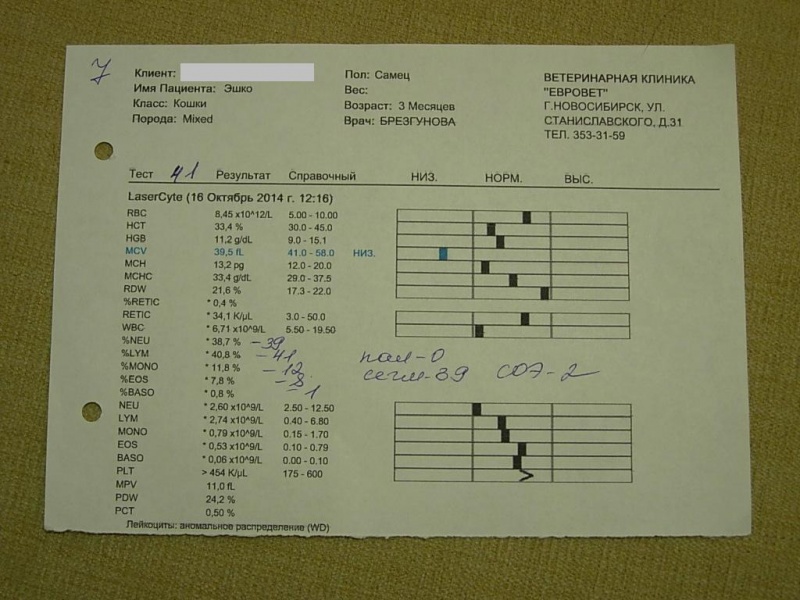 7
Клиент:
Имя Пациента: Эшко
Класс: Кошки
Порода: Mixed
Пол: Самец
Вес:
Возраст: 3 Месяцев
Врач: БРЕЗГУНОВА
ВЕТЕРИНАРНАЯ КЛИНИКА
"ЕВРОВЕТ"
Г.НОВОСИБИРСК, УЛ.
СТАНИСЛАВСКОГО, Д.31
ТЕЛ. 353-31-59
Тест 41 Результат Справочный НИЗ. НОРМ. ВЫС.
LaserCyte (16 Октябрь 2014 г. 12:16)
RBC 8,45 x10^12/L 5.00 - 10.00
HCT 33,4 % 30.0 - 45.0
HGB 11,2 g/dL 9.0 - 15.1
MCV 39,5 fL 41.0 - 58.0 НИЗ.
MCH 13,2 pg 12.0 - 20.0
MCHC 33,4 g/dL 29.0 - 37.5
RDW 21,6 % 17.3 - 22.0
%RETIC * 0,4 %
RETIC * 34,1 K/µL 3.0 - 50.0
WBC * 6,71 x10^9/L 5.50 - 19.50
%NEU * 38,7 % - 39
%LYM * 40,8 % - 41 пал-0
%MONO * 11,8 % - 12 сегм-39 СОЭ-2
%EOS * 7,8 % - 8
%BASO * 0,8 % - 1
NEU * 2,60 x10^9/L 2.50 - 12.50
LYM * 2,74 x10^9/L 0.40 - 6.80
MONO * 0,79 x10^9/L 0.15 - 1.70
EOS * 0,53 x10^9/L 0.10 - 0.79
BASO * 0,06 x10^9/L 0.00 - 0.10
PLT > 454 K/µL 175 - 600 >
MPV 11,0 fL
PDW 24,2 %
PCT 0,50 %
Лейкоциты: аномальное распределение (WD)